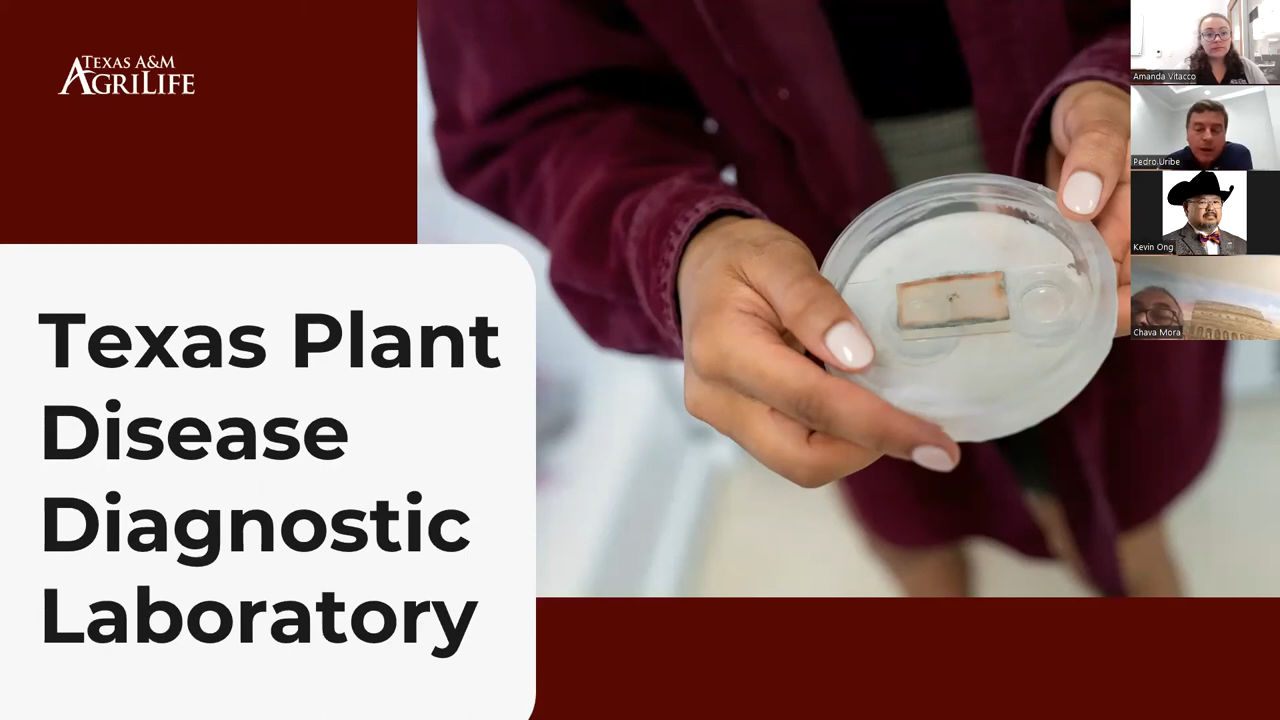 TEXAS A&M
AGRILIFE
Texas Plant
Disease
Diagnostic
Laboratory
Amanda Vitacco
Pedro Uribe
Kevin Ong
Chava Mora